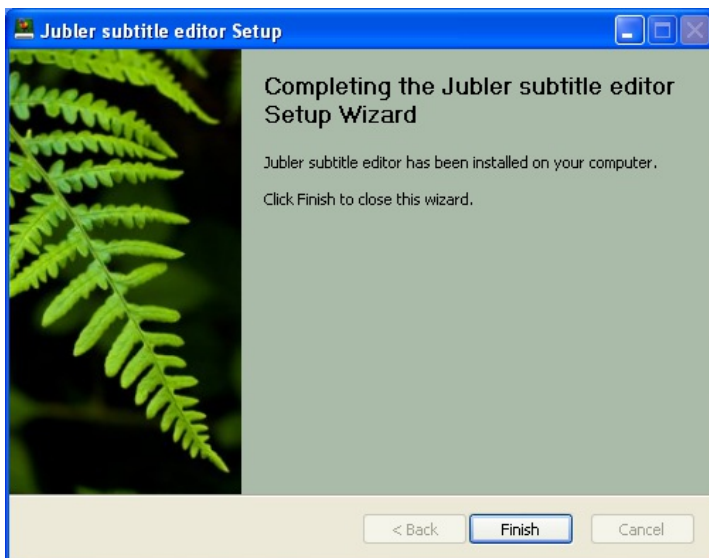 Jubler subtitle editor Setup
Completing the Jubler subtitle editor
Setup Wizard
Jubler subtitle editor has been installed on your computer.
Click Finish to close this wizard.
< Back
Finish
Cancel